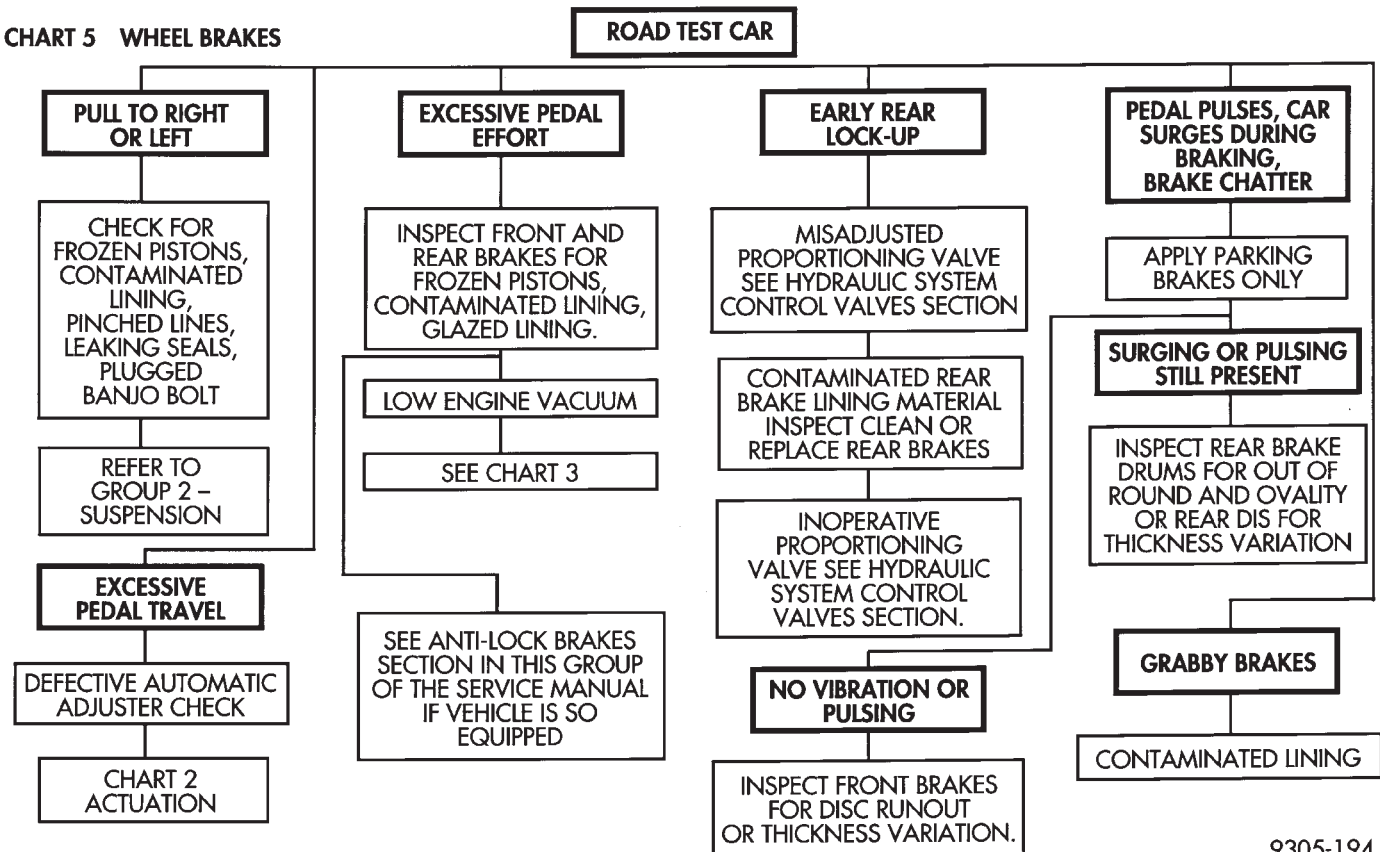 CHART 5 WHEEL BRAKES
ROAD TEST CAR
PULL TO RIGHT
OR LEFT
CHECK FOR
FROZEN PISTONS,
CONTAMINATED
LINING,
PINCHED LINES,
LEAKING SEALS,
PLUGGED
BANJO BOLT
REFER TO
GROUP 2 –
SUSPENSION
EXCESSIVE
PEDAL TRAVEL
DEFECTIVE AUTOMATIC
ADJUSTER CHECK
CHART 2
ACTUATION
EXCESSIVE PEDAL
EFFORT
INSPECT FRONT AND
REAR BRAKES FOR
FROZEN PISTONS,
CONTAMINATED LINING,
GLAZED LINING.
LOW ENGINE VACUUM
SEE CHART 3
SEE ANTI-LOCK BRAKES
SECTION IN THIS GROUP
OF THE SERVICE MANUAL
IF VEHICLE IS SO
EQUIPPED
EARLY REAR
LOCK-UP
MISADJUSTED
PROPORTIONING VALVE
SEE HYDRAULIC SYSTEM
CONTROL VALVES SECTION
CONTAMINATED REAR
BRAKE LINING MATERIAL
INSPECT CLEAN OR
REPLACE REAR BRAKES
INOPERATIVE
PROPORTIONING
VALVE SEE HYDRAULIC
SYSTEM CONTROL
VALVES SECTION.
NO VIBRATION OR
PULSING
INSPECT FRONT BRAKES
FOR DISC RUNOUT
OR THICKNESS VARIATION.
PEDAL PULSES, CAR
SURGES DURING
BRAKING,
BRAKE CHATTER
APPLY PARKING
BRAKES ONLY
SURGING OR PULSING
STILL PRESENT
INSPECT REAR BRAKE
DRUMS FOR OUT OF
ROUND AND OVALITY
OR REAR DIS FOR
THICKNESS VARIATION
GRABBY BRAKES
CONTAMINATED LINING
9305-194